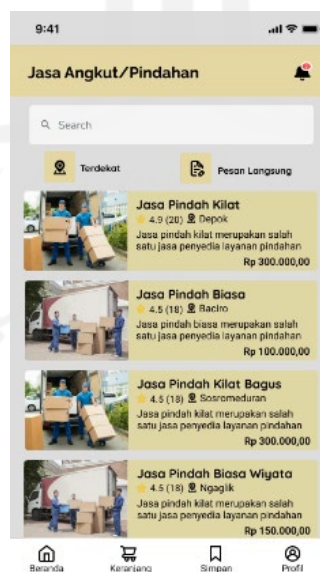 9:41
Jasa Angkut/Pindahan
Search
Terdekat
Pesan Langsung
Jasa Pindah Kilat
4.9 (20) Depok
Jasa pindah kilat merupakan salah
satu jasa penyedia layanan pindahan
Rp 300.000,00
Jasa Pindah Biasa
4.5 (18) Baciro
Jasa pindah biasa merupakan salah
satu jasa penyedia layanan pindahan
Rp 100.000,00
Jasa Pindah Kilat Bagus
4.5 (18) Sosromeduran
Jasa pindah kilat merupakan salah
satu jasa penyedia layanan pindahan
Rp 300.000,00
Jasa Pindah Biasa Wiyata
4.5 (18) Ngaglik
Jasa pindah kilat merupakan salah
satu jasa penyedia layanan pindahan
Rp 150.000,00
Beranda
Keranjang
Simpan
Profil